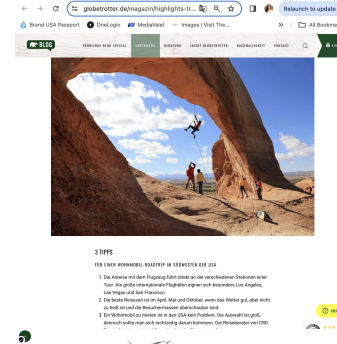 globetrotter.de/magazin/highlights-tr...
Relaunch to update
Brand USA Passport
OneLogin
MediaValet
Images | Visit The...
»
All Bookma
BLOG
UNTERWEGS
BERATUNG
INSIDE GLOBETROTTER
NACHHALTIGKEIT
PODCAST
3 TIPPS
FÜR EINEN WOHNMOBIL-ROADTRIP IM SÜDWESTEN DER USA
1. Die Anreise mit dem Flugzeug führt direkt an die verschiedenen Stationen einer
Tour. Als große internationale Flughäfen eignen sich besonders Los Angeles,
Las Vegas und San Francisco.
2. Die beste Reisezeit ist im April, Mai und Oktober, wenn das Wetter gut, aber nicht
zu heiß ist und die Besuchermassen überschaubar sind.
3. Ein Wohnmobil zu mieten ist in den USA kein Problem. Die Auswahl ist groß,
dennoch sollte man sich rechtzeitig darum kümmern. Die Reiseberater von CRD